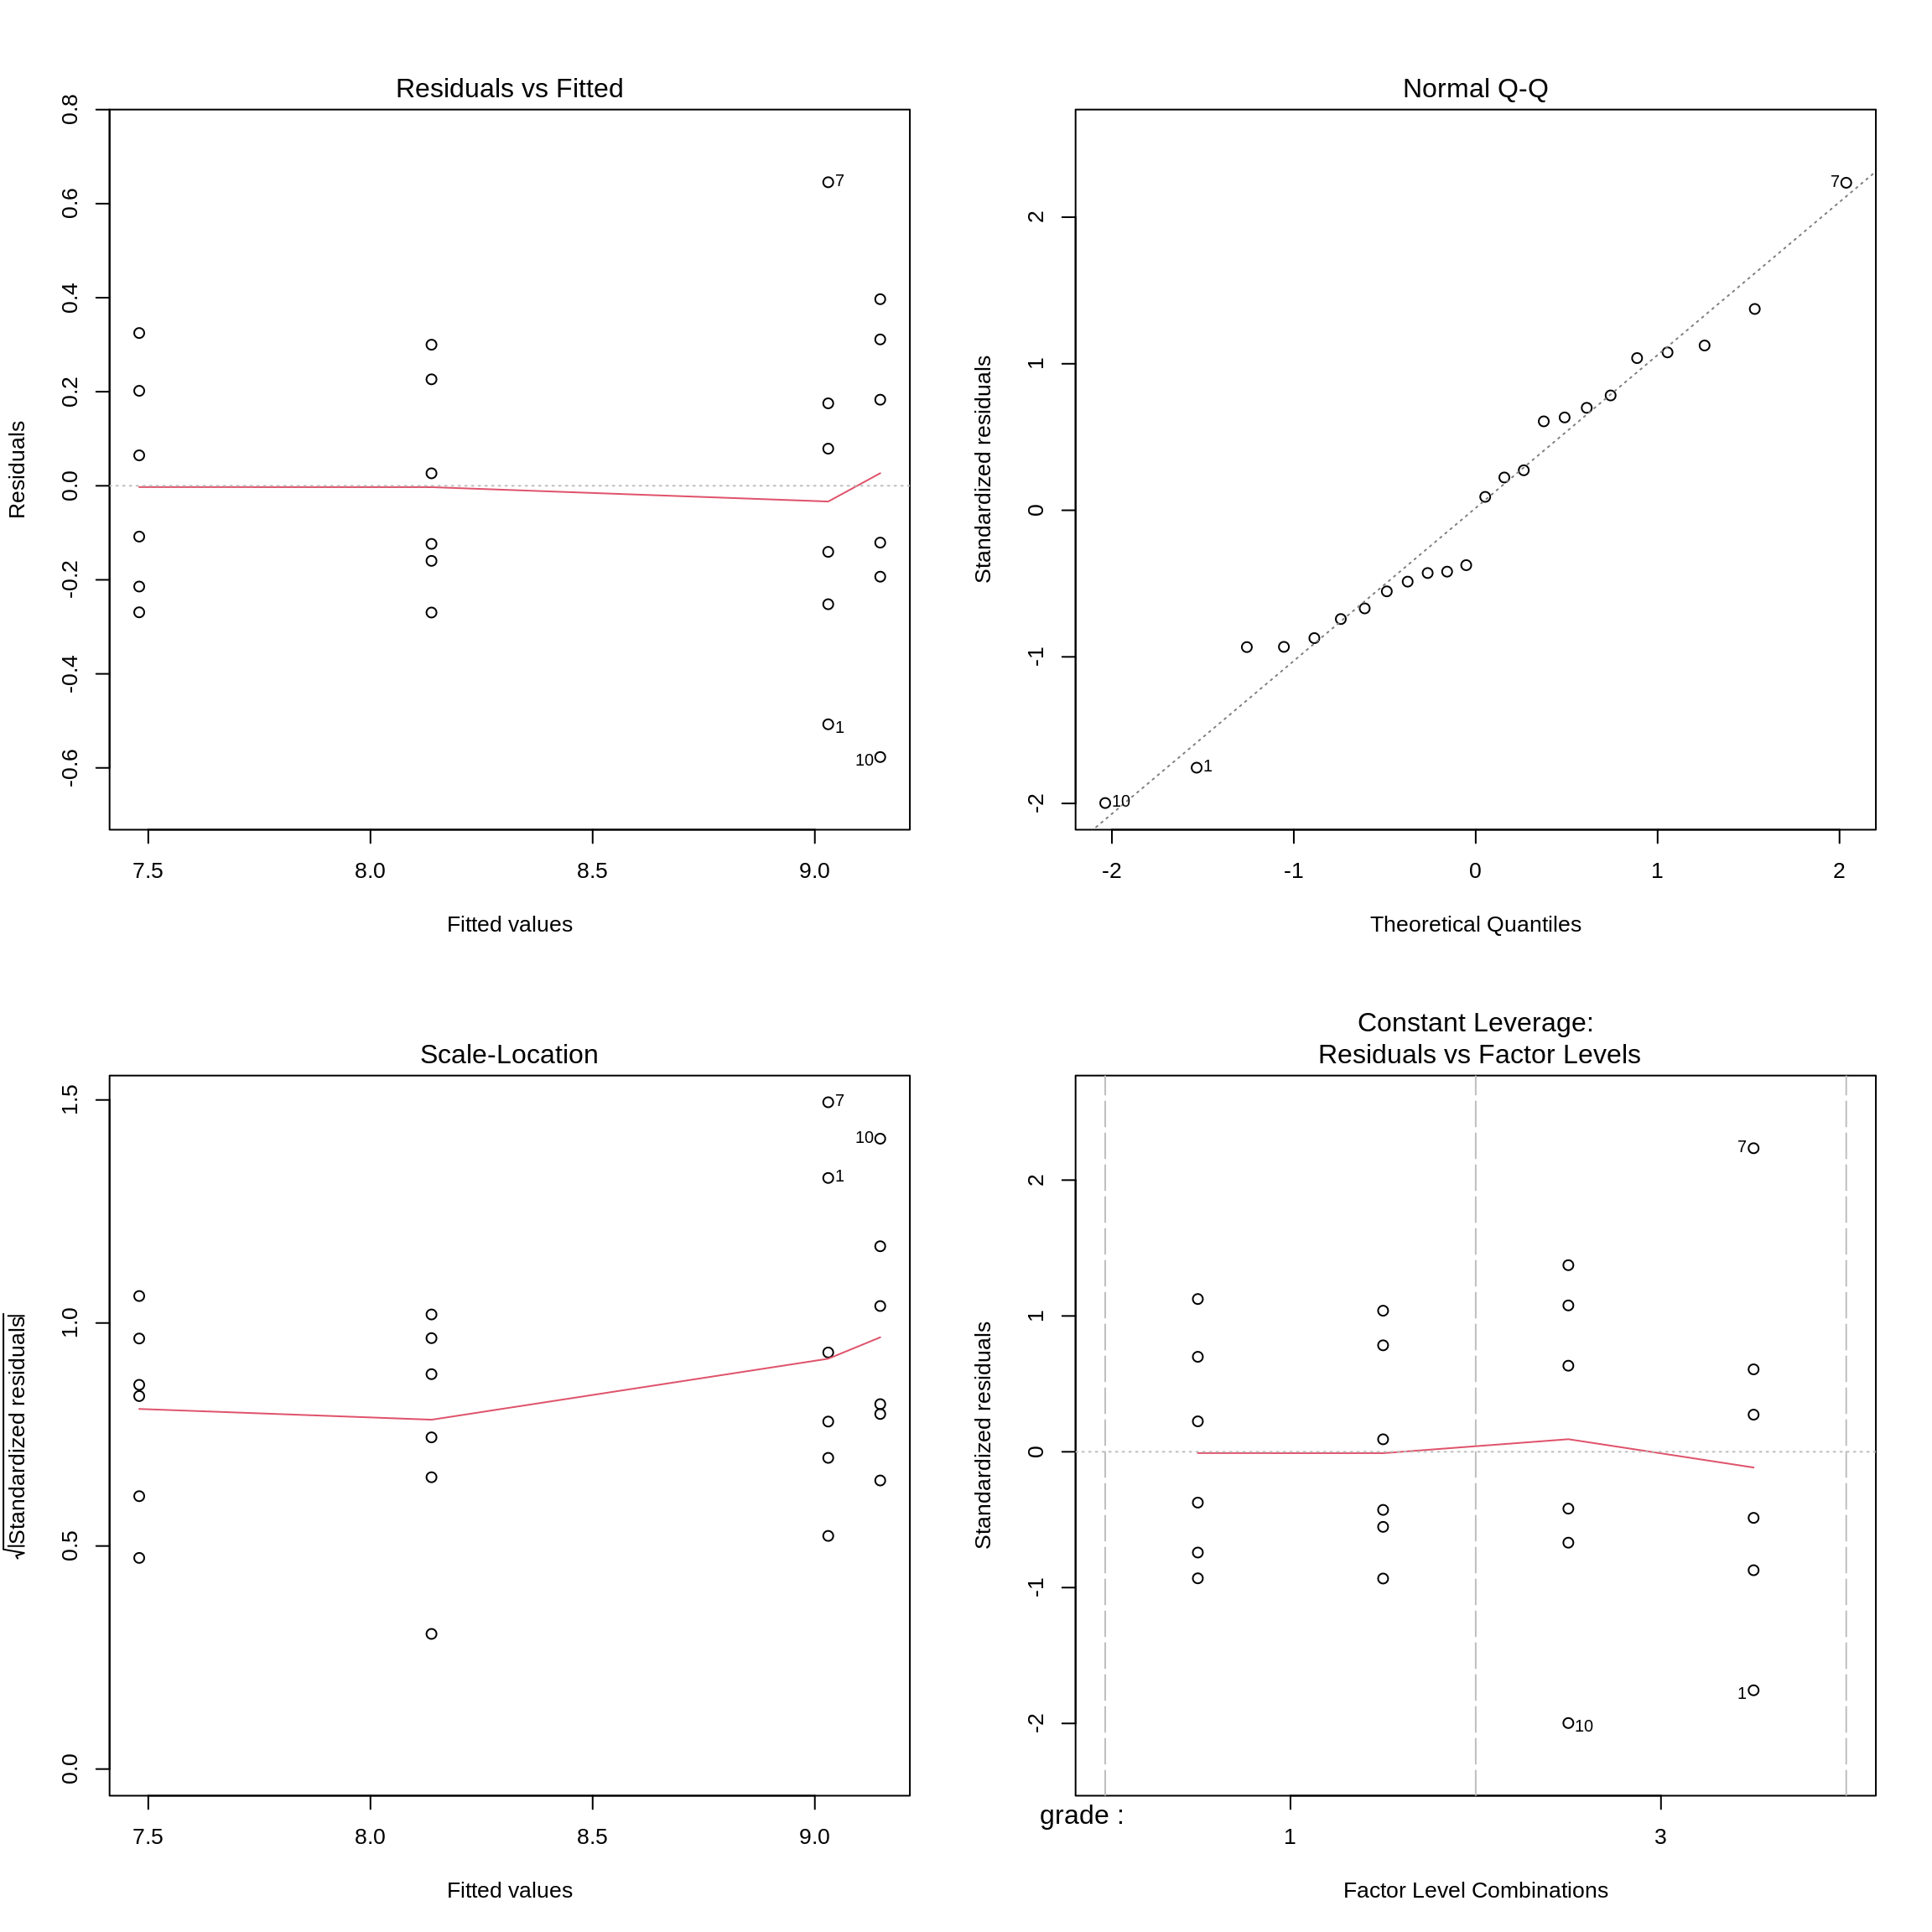 Residuals vs Fitted
0.8
0.6
0.4
0.2
0.0
-0.2
-0.4
-0.6
Residuals
7
1
10
7.5 8.0 8.5 9.0
Fitted values
Normal Q-Q
2
1
0
-1
-2
Standardized residuals
7
1
10
-2 -1 0 1 2
Theoretical Quantiles
Scale-Location
1.5
1.0
0.5
0.0
√|Standardized residuals|
7
10
1
7.5 8.0 8.5 9.0
Fitted values
Constant Leverage:
Residuals vs Factor Levels
2
1
0
-1
-2
Standardized residuals
7
1
10
grade :
1 3
Factor Level Combinations